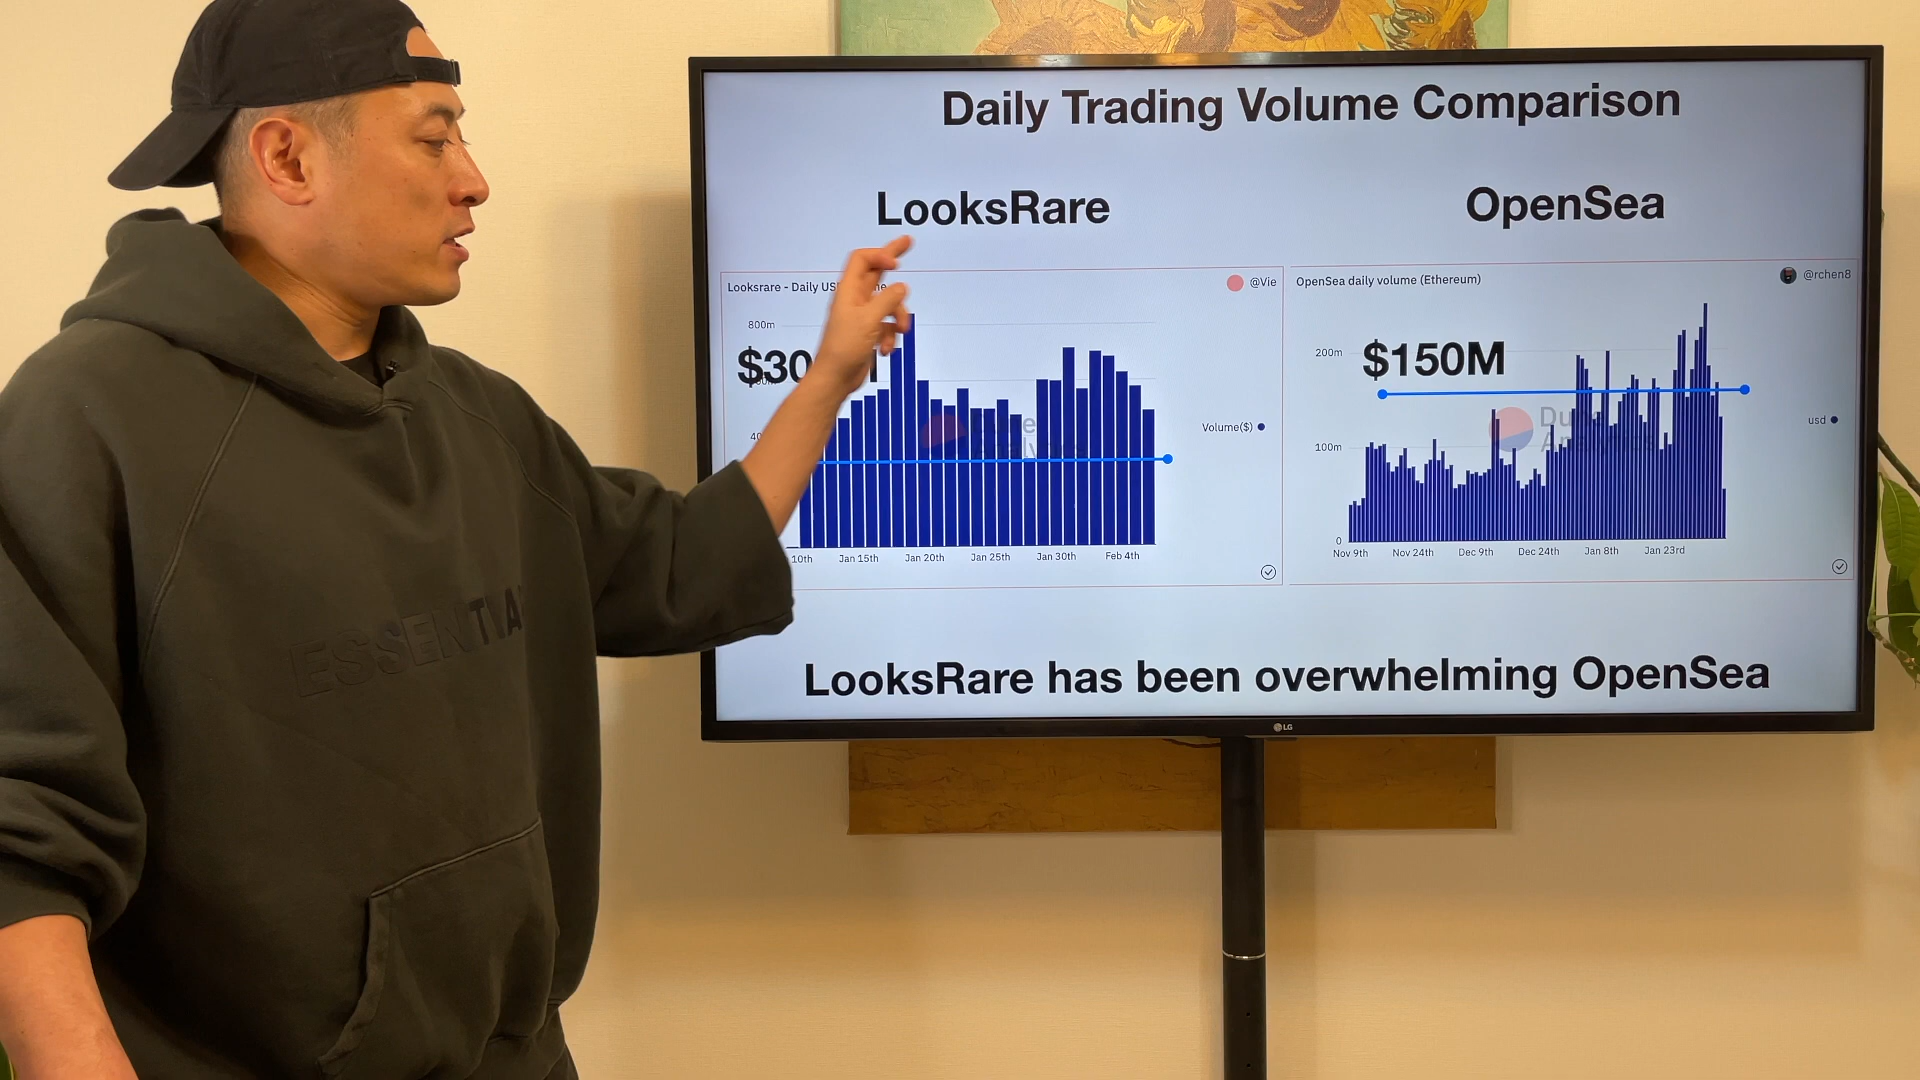 Daily Trading Volume Comparison
LooksRare
OpenSea
Looksrare - Daily
@Vie
800m
$30
Volume($)
10th
Jan 15th
Jan 20th
Jan 25th
Jan 30th
Feb 4th
OpenSea daily volume (Ethereum)
@rchen8
200m
$150M
100m
usd
0
Nov 9th
Nov 24th
Dec 9th
Dec 24th
Jan 8th
Jan 23rd
LooksRare has been overwhelming OpenSea
LG